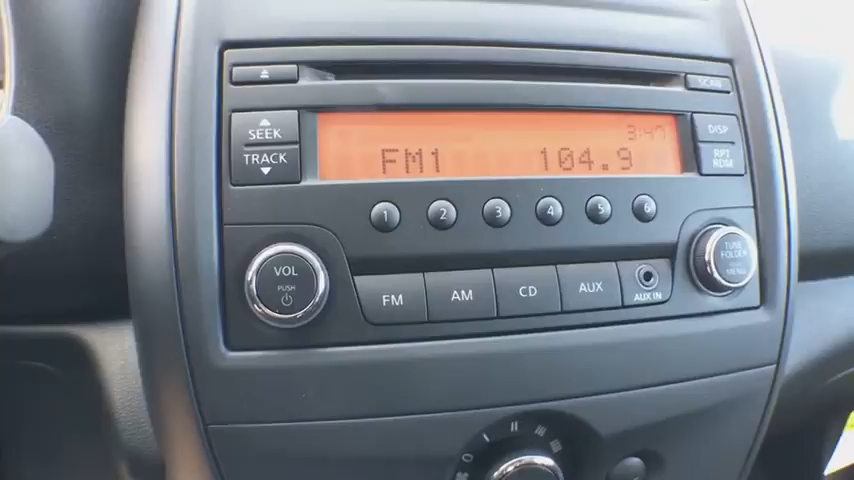 SCAN
SEEK
TRACK
3:47
FM1 104.9
DISP
RPT
RDM
1 2 3 4 5 6
VOL
PUSH
FM AM CD AUX
AUX IN
TUNE
FOLDER
MENU